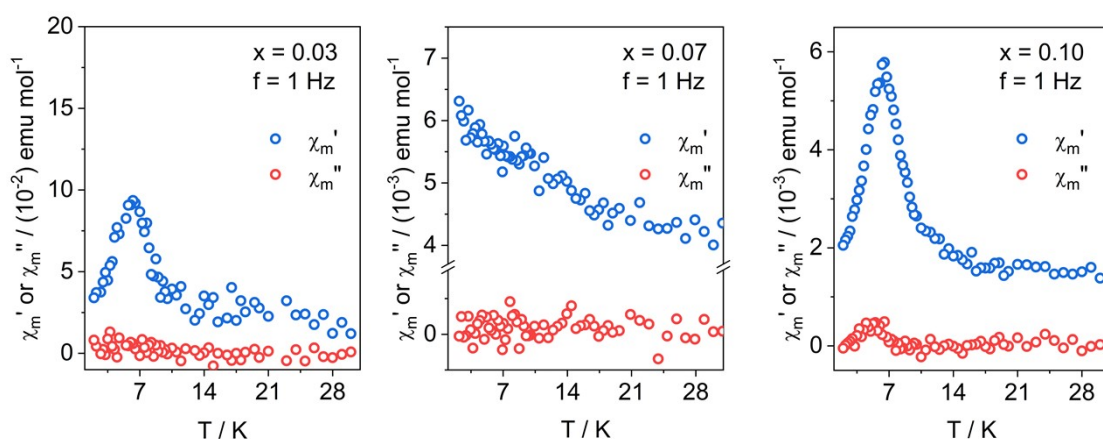 χm' or χm'' / (10-2) emu mol-1
20
15
10
5
0
x = 0.03
f = 1 Hz
χm'
χm''
7 14 21 28
T / K
χm' or χm'' / (10-3) emu mol-1
7
6
5
4
0
x = 0.07
f = 1 Hz
χm'
χm''
7 14 21 28
T / K
χm' or χm'' / (10-3) emu mol-1
6
4
2
0
x = 0.10
f = 1 Hz
χm'
χm''
7 14 21 28
T / K